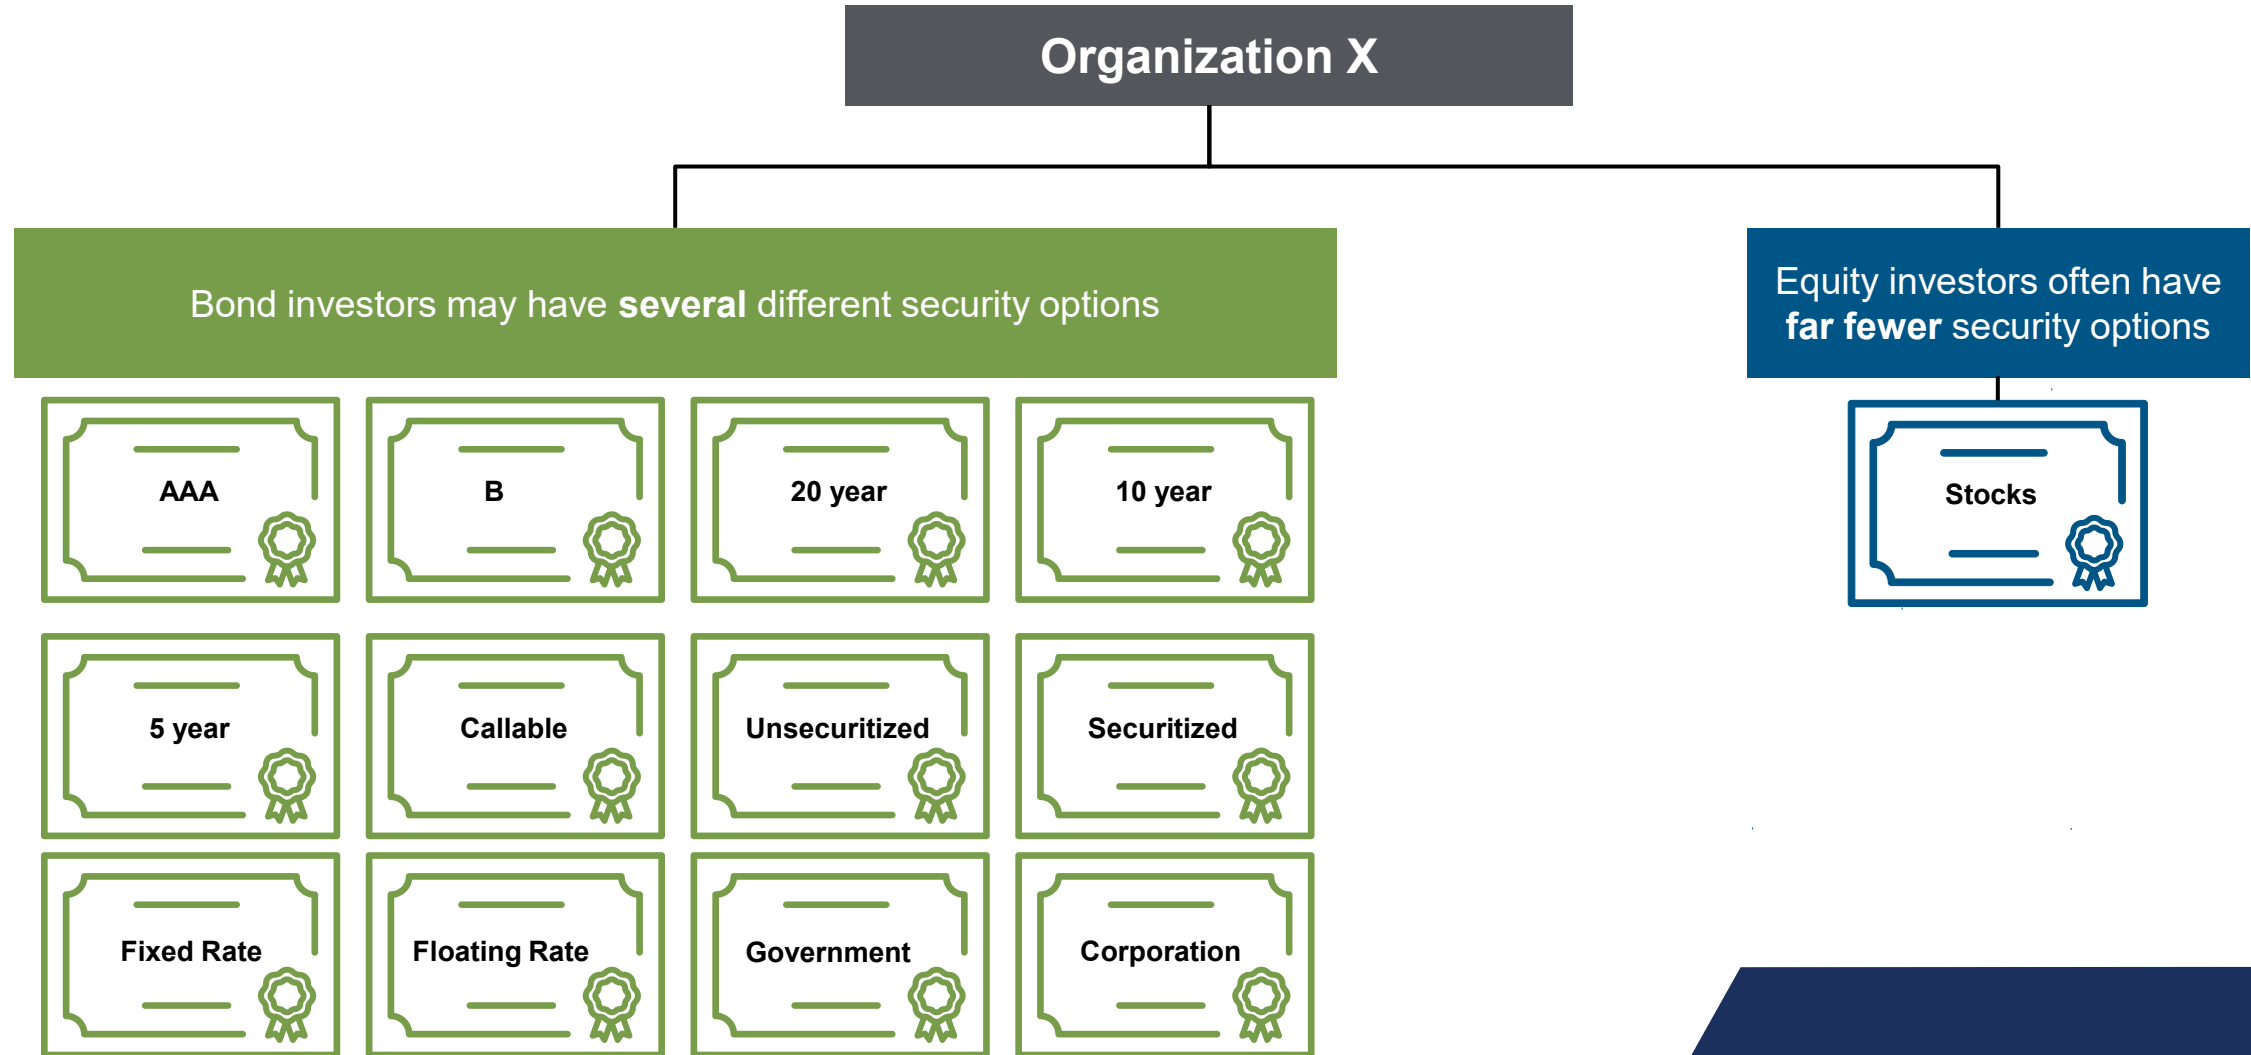 Organization X
Bond investors may have several different security options
Equity investors often have
far fewer security options
AAA
B
20 year
10 year
Stocks
5 year
Callable
Unsecuritized
Securitized
Fixed Rate
Floating Rate
Government
Corporation